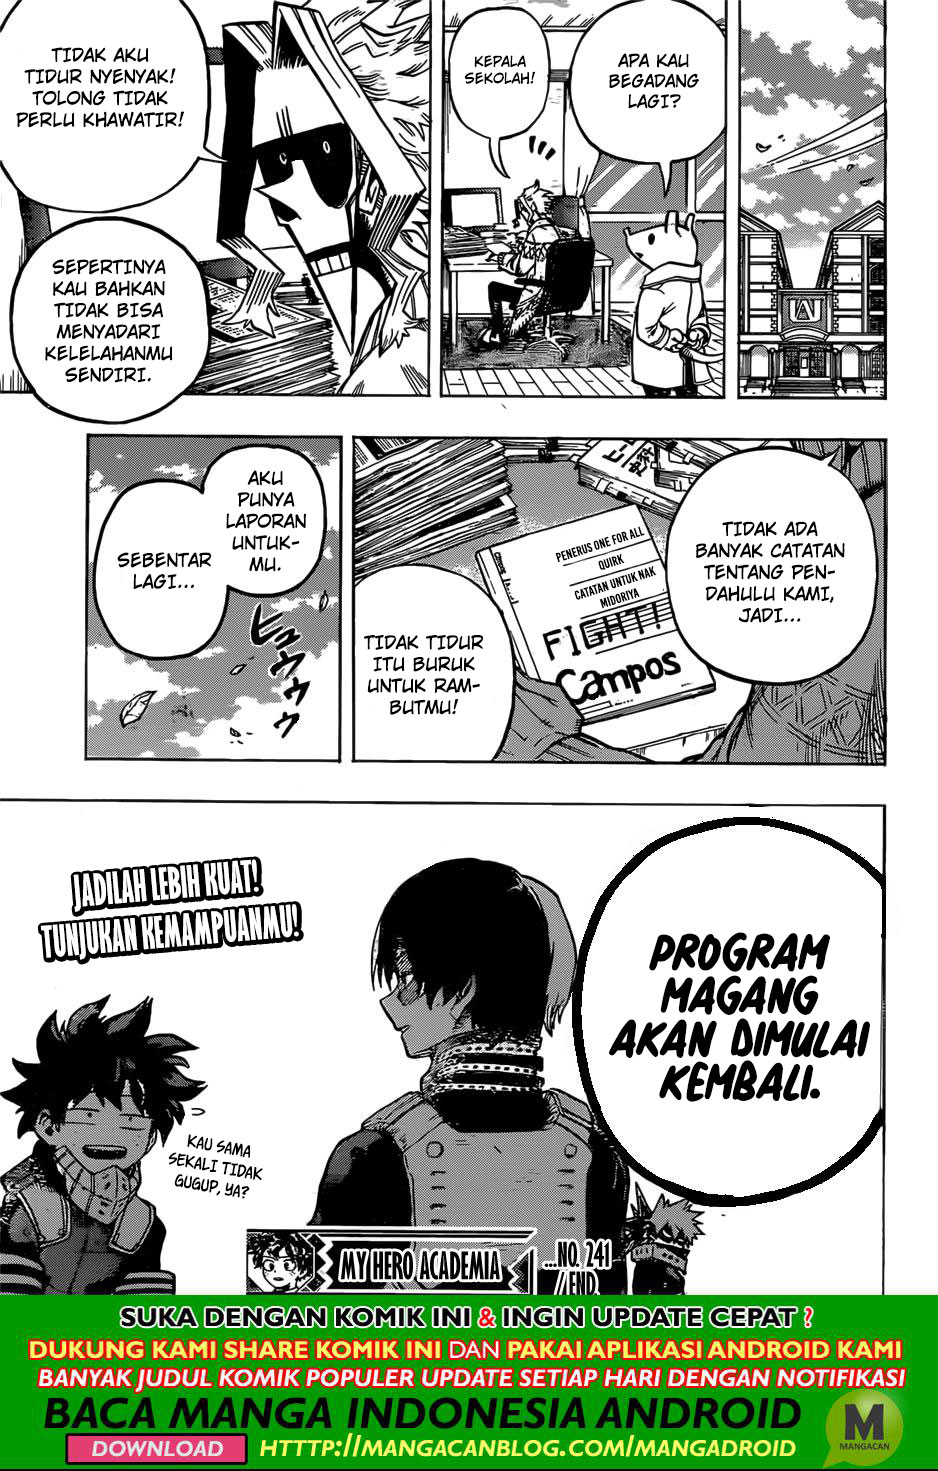 APA KAU
BEGADANG
LAGI?
KEPALA
SEKOLAH!
TIDAK AKU
TIDUR NYENYAK!
TOLONG TIDAK
PERLU KHAWATIR!
SEPERTINYA
KAU BAHKAN
TIDAK BISA
MENYADARI
KELELAHANMU
SENDIRI.
TIDAK ADA
BANYAK CATATAN
TENTANG PEN-
DAHULU KAMI,
JADI...
PENERUS ONE FOR ALL
QUIRK
CATATAN UNTUK NAK
MIDORIYA
FIGHT!
Campos
TIDAK TIDUR
ITU BURUK
UNTUK RAM-
BUTMU!
AKU
PUNYA
LAPORAN
UNTUK-
MU.
SEBENTAR
LAGI...
ヒュウウゥゥ
PROGRAM
MAGANG
AKAN DIMULAI
KEMBALI.
JADILAH LEBIH KUAT!
TUNJUKAN KEMAMPUANMU!
KAU SAMA
SEKALI TIDAK
GUGUP, YA?
MY HERO ACADEMIA
...NO. 241
// END
SUKA DENGAN KOMIK INI & INGIN UPDATE CEPAT ?
DUKUNG KAMI SHARE KOMIK INI DAN PAKAI APLIKASI ANDROID KAMI
BANYAK JUDUL KOMIK POPULER UPDATE SETIAP HARI DENGAN NOTIFIKASI
BACA MANGA INDONESIA ANDROID
M
MANGACAN
DOWNLOAD
HTTTP://MANGACANBLOG.COM/MANGADROID